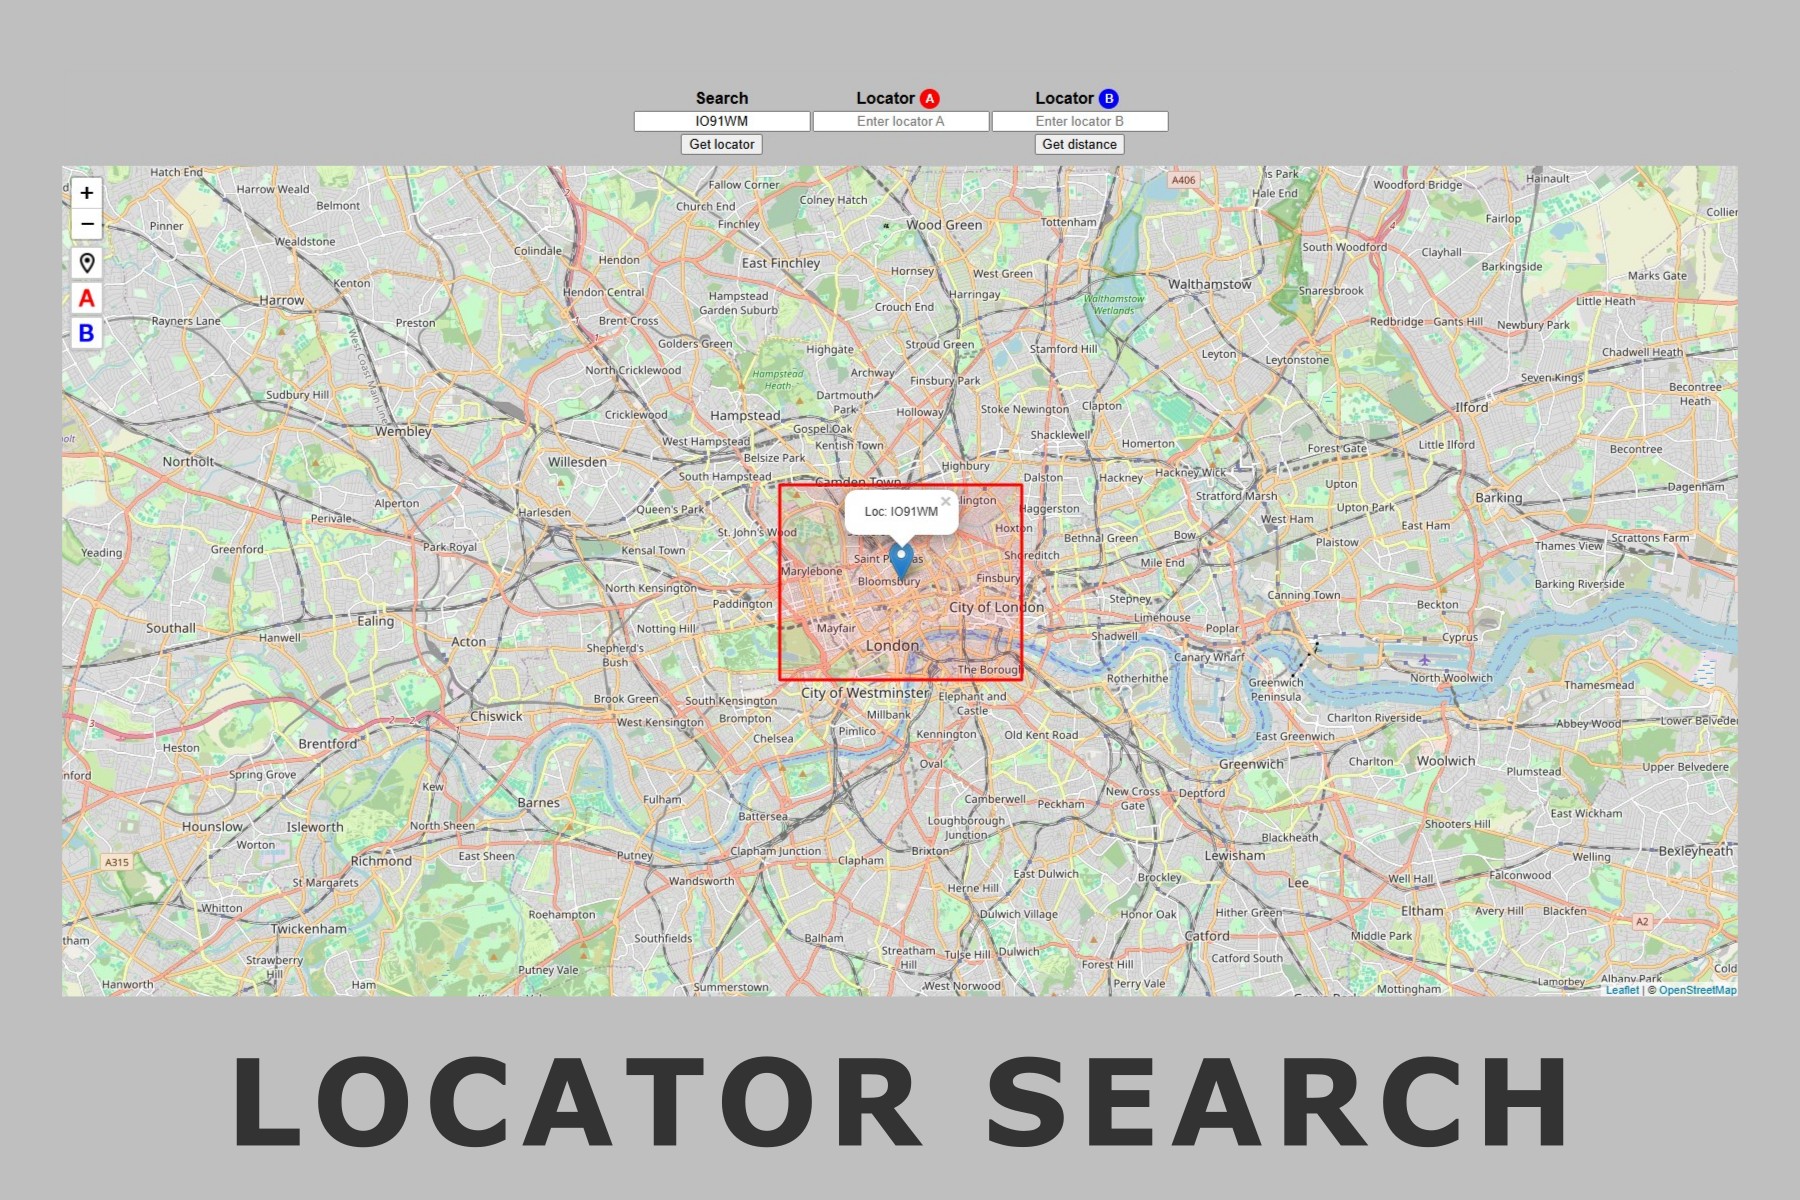 Search
Locator A
Locator B
IO91WM
Enter locator A
Enter locator B
Get locator
Get distance
+
−
A
B
Hatch End
Harrow Weald
Belmont
Pinner
Wealdstone
Colindale
Hendon
Kenton
Harrow
Hendon Central
Rayners Lane
Preston
Brent Cross
West Coast Main Line
Golders Green
North Cricklewood
Sudbury Hill
Cricklewood
Wembley
Northolt
Willesden
Alperton
Perivale
Harlesden
Queen's Park
Greenford
Yeading
Park Royal
Kensal Town
Fallow Corner
Church End
Finchley
Colney Hatch
Wood Green
Tottenham
East Finchley
Hornsey
West Green
Hampstead
Garden Suburb
Crouch End
Harringay
Walthamstow
Wetlands
Highgate
Stroud Green
Stamford Hill
Hampstead
Heath
Archway
Finsbury Park
Dartmouth
Park
Hampstead
Holloway
Stoke Newington
Clapton
Gospel Oak
Kentish Town
West Hampstead
Belsize Park
Shacklewell
Homerton
South Hampstead
Highbury
Dalston
Hackney
Hackney Wick
Camden Town
A406
Hale End
Woodford Bridge
Hainault
Fairlop
South Woodford
Clayhall
Barkingside
Marks Gate
Walthamstow
Snaresbrook
Little Heath
Redbridge
Gants Hill
Newbury Park
Leyton
Leytonstone
Chadwell Heath
Seven Kings
Becontree
Heath
Ilford
Forest Gate
Little Ilford
Becontree
Upton
Stratford Marsh
Upton Park
Barking
Dagenham
Loc: IO91WM
×
lington
Haggerston
Hoxton
St. John's Wood
Saint P as
Shoreditch
Bethnal Green
Bow
West Ham
East Ham
Plaistow
Thames View
Scrattons Farm
Marylebone
Bloomsbury
Finsbury
Mile End
Barking Riverside
North Kensington
Paddington
City of London
Stepney
Limehouse
Canning Town
Beckton
Mayfair
London
Shadwell
Poplar
Cyprus
Canary Wharf
The Borough
Rotherhithe
Greenwich
Peninsula
North Woolwich
Thamesmead
Southall
Hanwell
Ealing
Acton
Notting Hill
Shepherd's
Bush
Brook Green
South Kensington
City of Westminster
Elephant and
Castle
Chiswick
West Kensington
Brompton
Millbank
Charlton Riverside
Abbey Wood
Lower Belveder
Heston
Brentford
Chelsea
Pimlico
Kennington
Old Kent Road
East Greenwich
Spring Grove
Kew
Oval
Greenwich
Charlton
Woolwich
Plumstead
Upper Belvedere
Hounslow
Isleworth
Barnes
Fulham
Battersea
Camberwell
Peckham
New Cross
Gate
Deptford
East Wickham
Worton
North Sheen
Loughborough
Junction
Blackheath
Shooters Hill
A315
Richmond
East Sheen
Putney
Clapham Junction
Clapham
Brixton
Lewisham
Welling
Bexleyheath
St Margarets
Wandsworth
East Dulwich
Brockley
Lee
Well Hall
Falconwood
Whitton
Roehampton
Herne Hill
Dulwich Village
Honor Oak
Hither Green
Eltham
Avery Hill
Blackfen
A2
Twickenham
Southfields
Balham
Catford
Middle Park
Strawberry
Hill
Putney Vale
Streatham
Hill
Tulse Hill
Dulwich
Forest Hill
Catford South
Hanworth
Ham
Summerstown
West Norwood
Perry Vale
Mottingham
Lamorbey
Albany Park
Leaflet | © OpenStreetMap
LOCATOR SEARCH